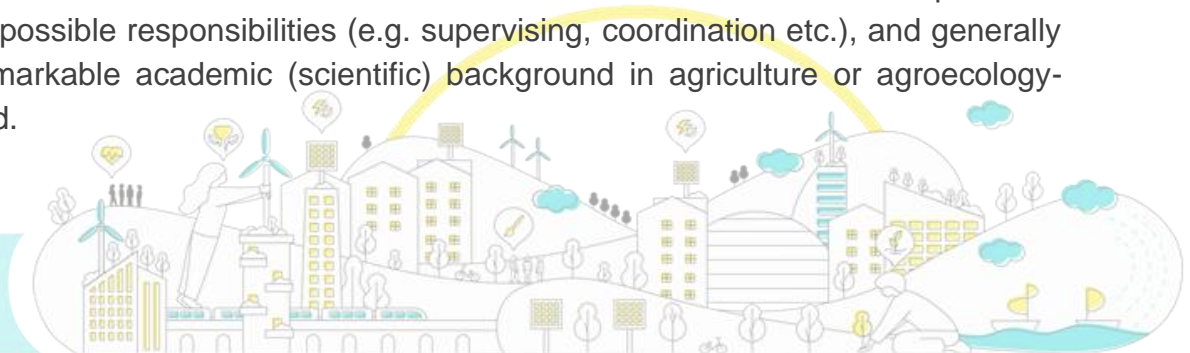 possible responsibilities (e.g. supervising, coordination etc.), and generally
markable academic (scientific) background in agriculture or agroecology-
d.